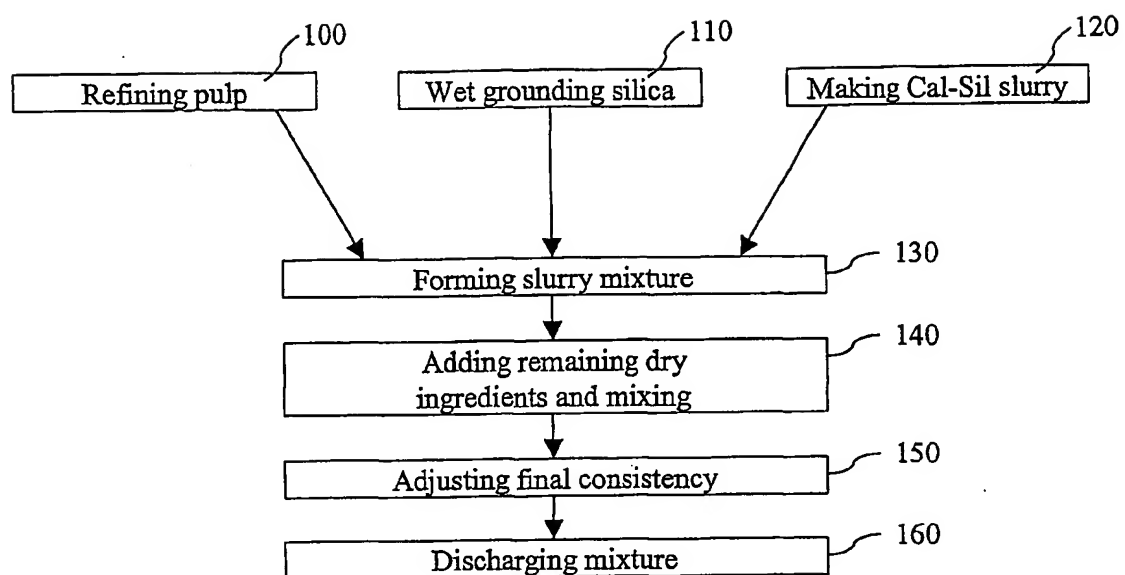 100
110
120
Refining pulp
Wet grounding silica
Making Cal-Sil slurry
130
Forming slurry mixture
140
Adding remaining dry
ingredients and mixing
150
Adjusting final consistency
160
Discharging mixture